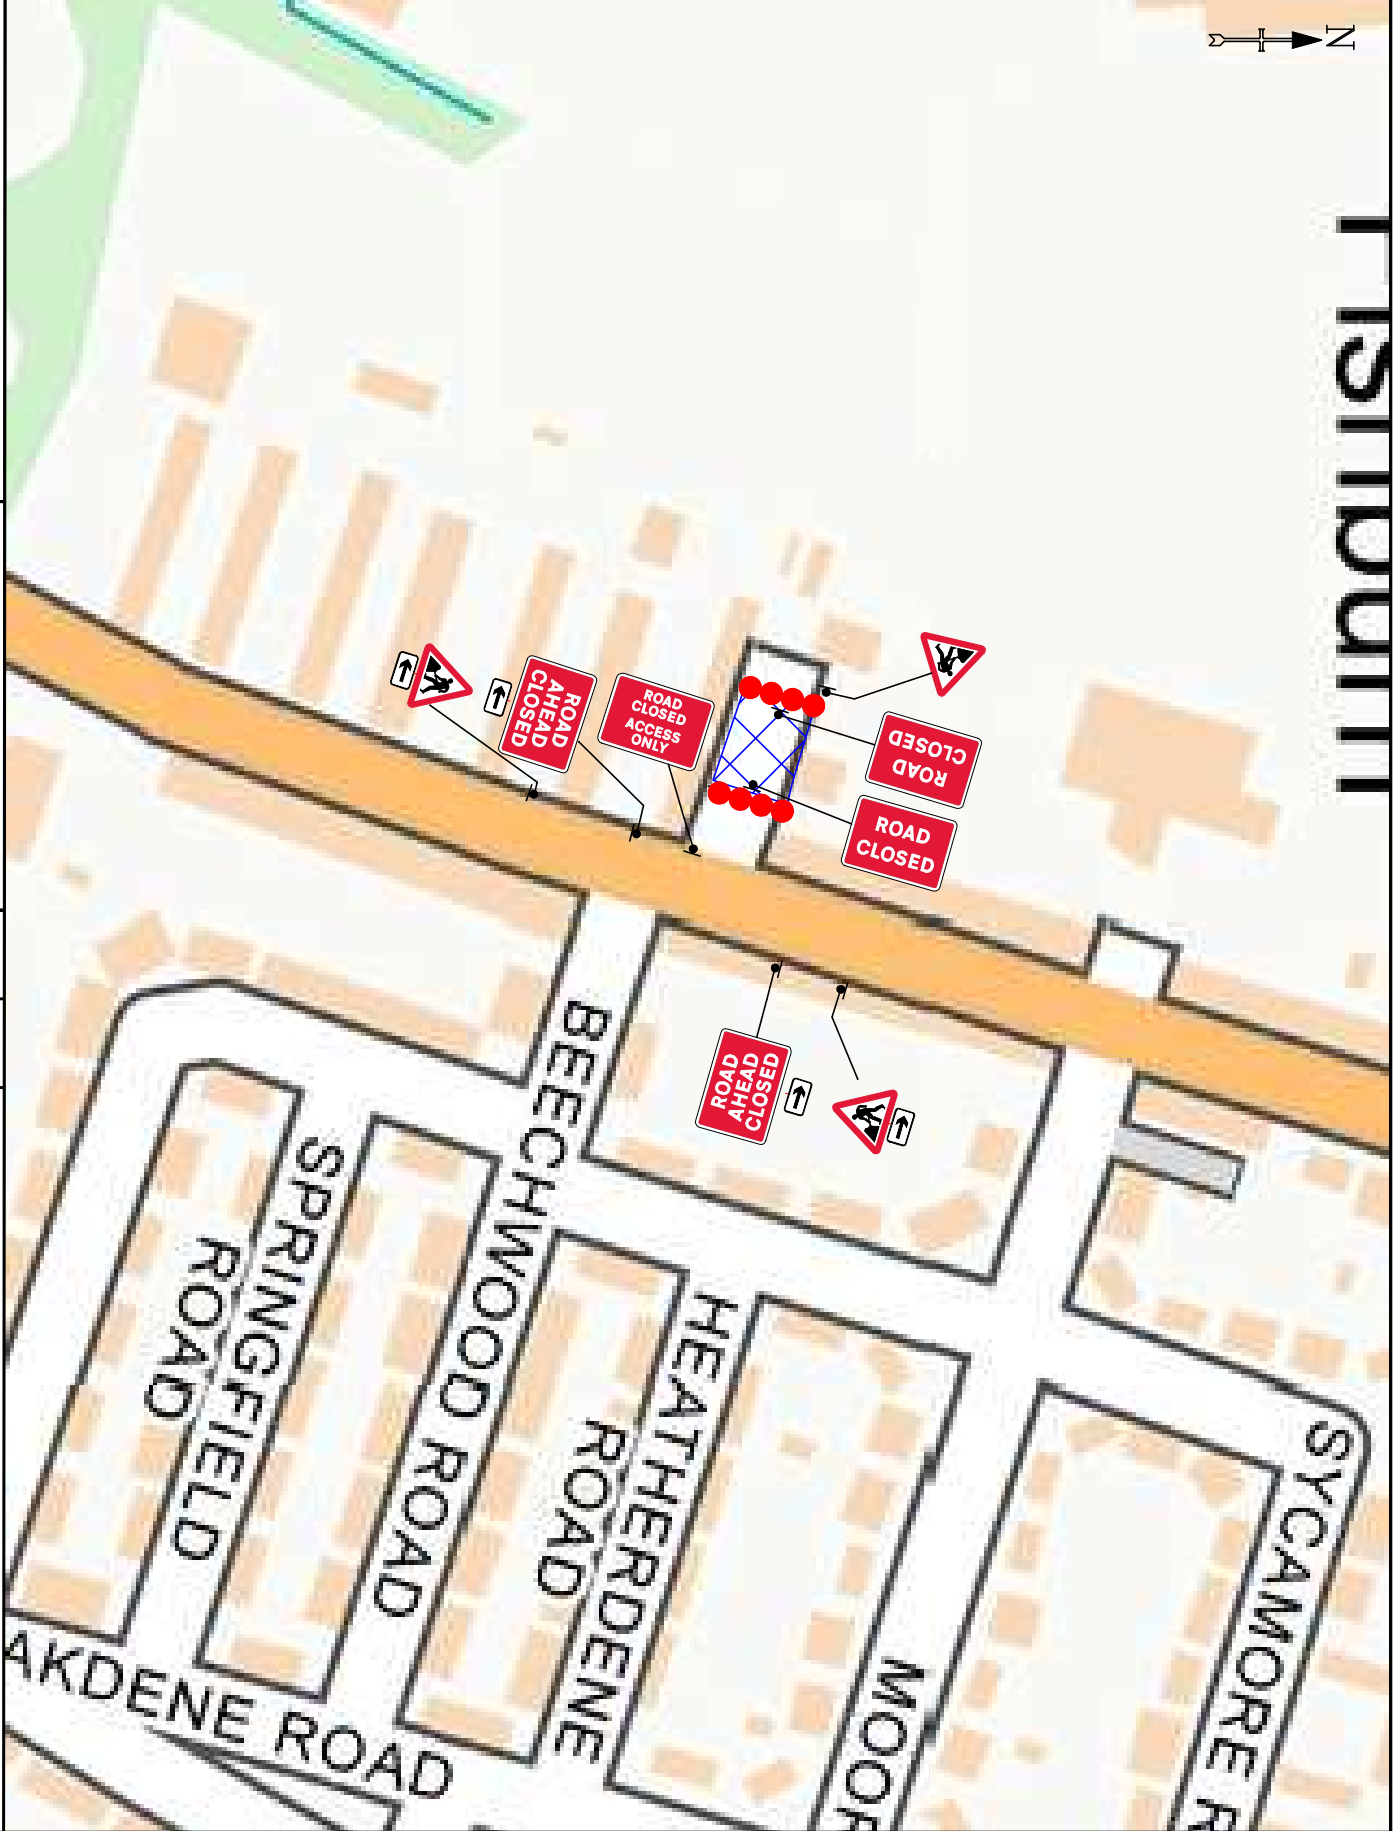 N
ROAD
AHEAD
CLOSED
ROAD
CLOSED
ACCESS
ONLY
ROAD
CLOSED
ROAD
CLOSED
ROAD
AHEAD
CLOSED
BEECHWOOD ROAD
SPRINGFIELD
ROAD
HEATHERDENE
ROAD
SYCAMORE R
MOOR
AKDENE ROAD